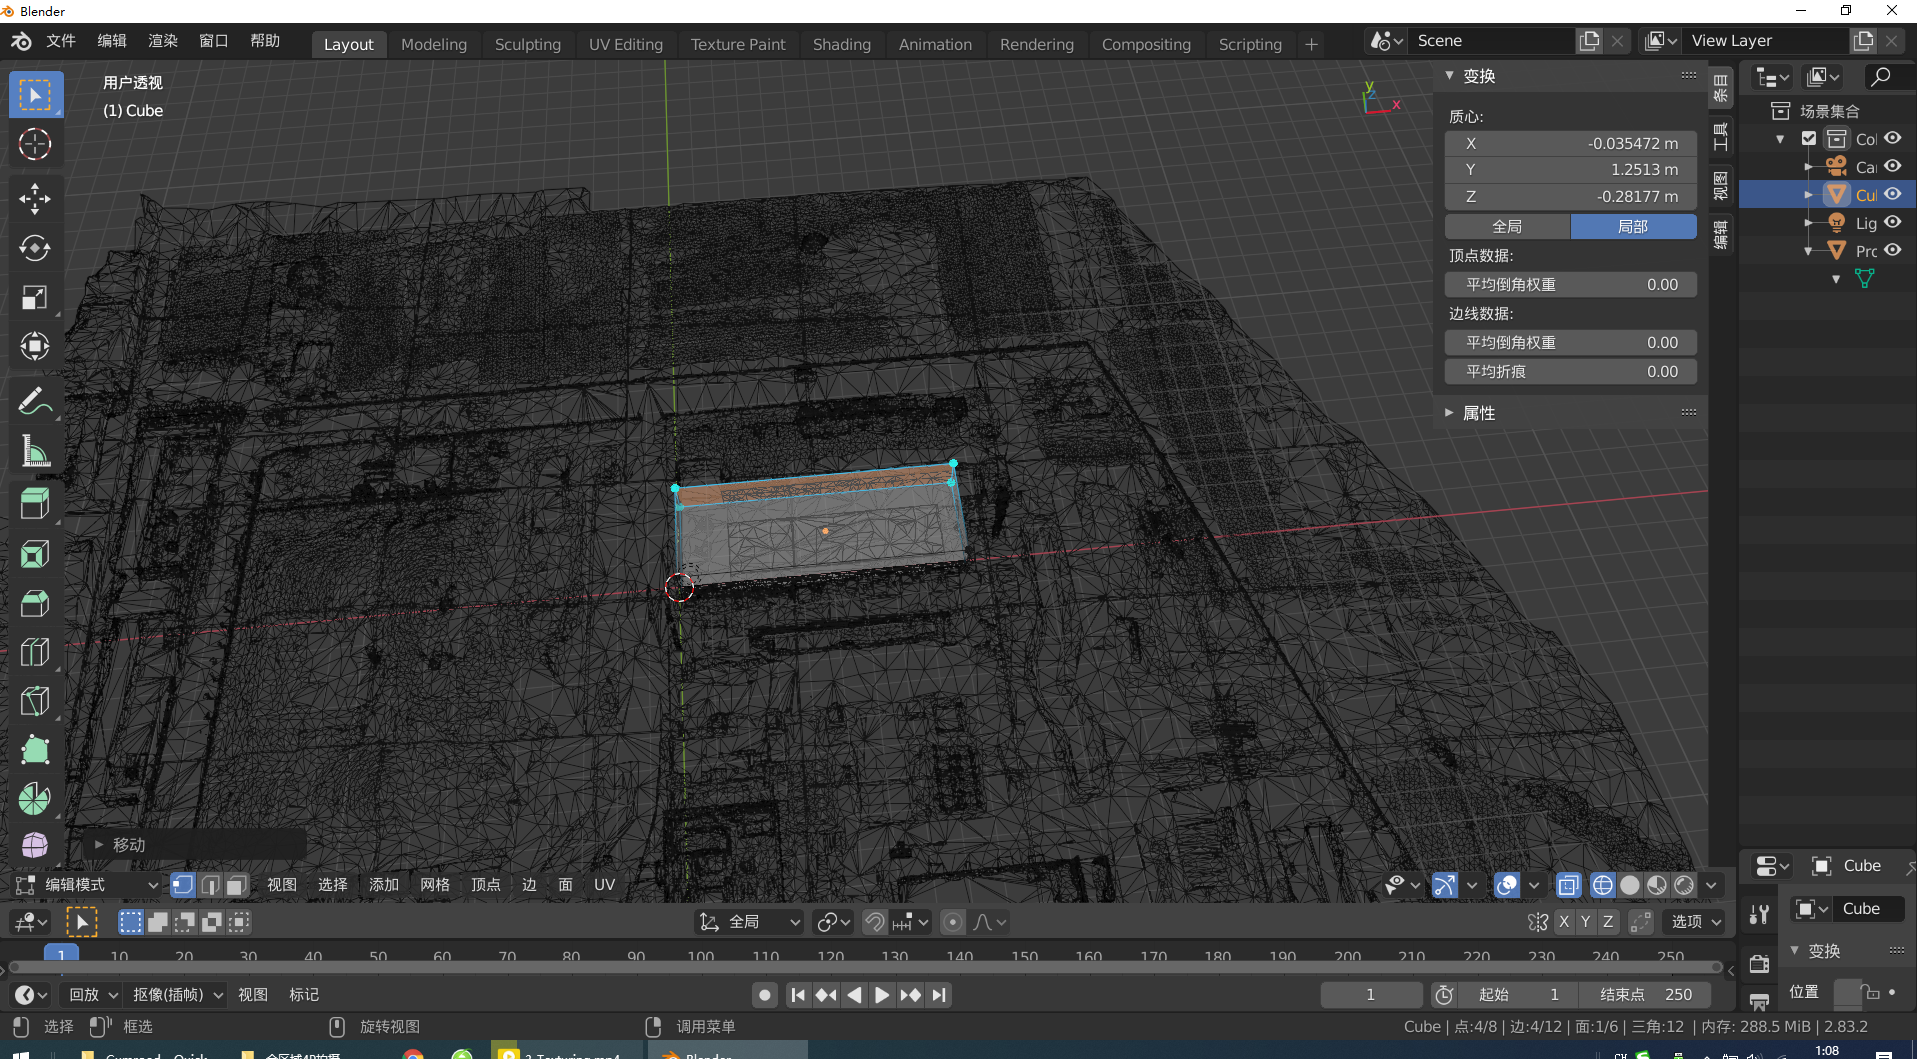 Blender
文件 编辑 渲染 窗口 帮助 Layout Modeling Sculpting UV Editing Texture Paint Shading Animation Rendering Compositing Scripting + Scene View Layer
用户透视
(1) Cube
y
z
x
变换
质心:
X -0.035472 m
Y 1.2513 m
Z -0.28177 m
全局 局部
顶点数据:
平均倒角权重 0.00
边线数据:
平均倒角权重 0.00
平均折痕 0.00
属性
条目
工具
视图
编辑
场景集合
Col
Ca
Cu
Lig
Prc
移动
编辑模式 视图 选择 添加 网格 顶点 边 面 UV
全局 X Y Z 选项
Cube
Cube
变换
位置
1 10 20 30 40 50 60 70 80 90 100 110 120 130 140 150 160 170 180 190 200 210 220 230 240 250
回放 抠像(插帧) 视图 标记 1 起始 1 结束点 250
选择 框选 旋转视图 调用菜单 Cube | 点:4/8 | 边:4/12 | 面:1/6 | 三角:12 | 内存: 288.5 MiB | 2.83.2
Blender
1:08